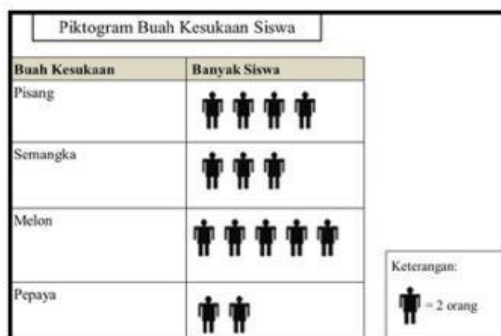 Piktogram Buah Kesukaan Siswa
Buah Kesukaan Banyak Siswa
Pisang
Semangka
Melon
Pepaya
Keterangan:
= 2 orang